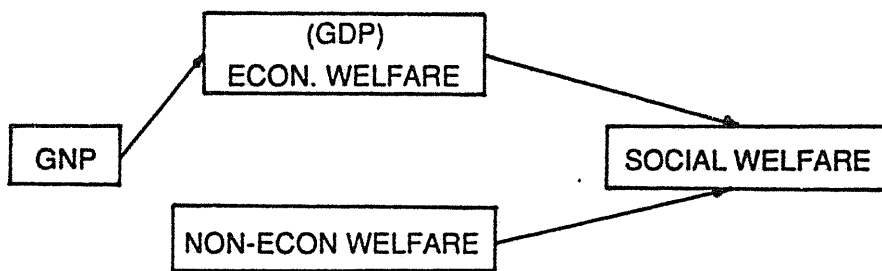 (GDP)
ECON. WELFARE
GNP
SOCIAL WELFARE
NON-ECON WELFARE